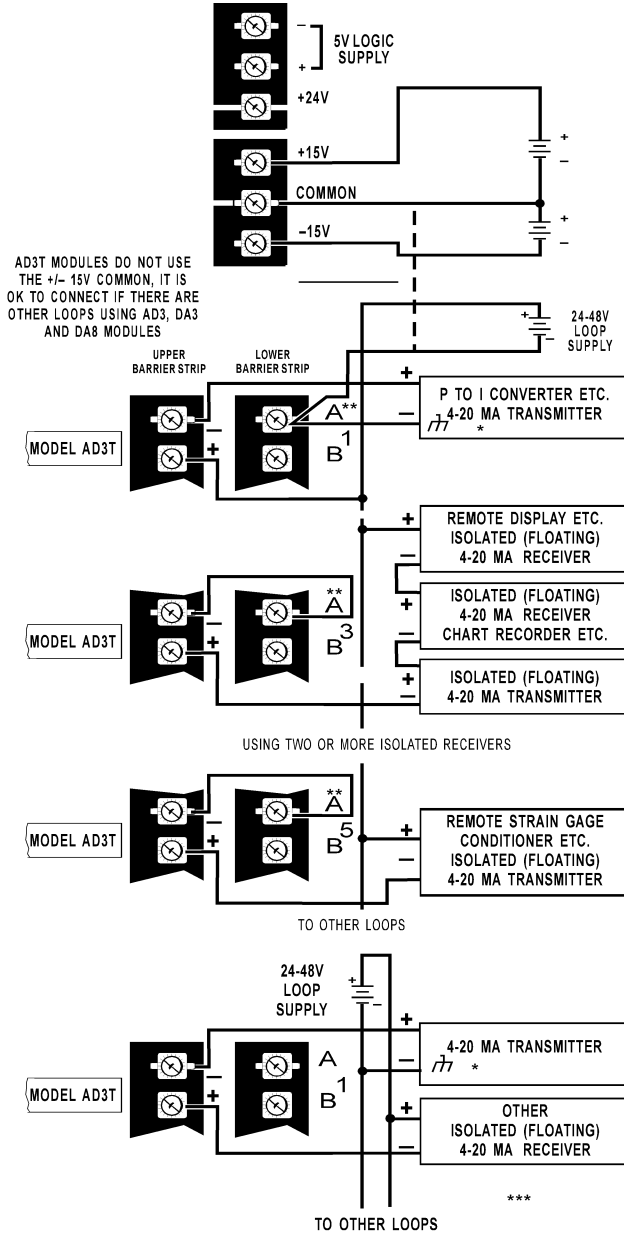 –
5V LOGIC
SUPPLY
+
+24V
+15V
+
–
COMMON
+
–
–15V
AD3T MODULES DO NOT USE
THE +/– 15V COMMON, IT IS
OK TO CONNECT IF THERE ARE
OTHER LOOPS USING AD3, DA3
AND DA8 MODULES
+
–
24-48V
LOOP
SUPPLY
UPPER
BARRIER STRIP
LOWER
BARRIER STRIP
MODEL AD3T
–
+
A**
1
B
+
–
P TO I CONVERTER ETC.
4-20 MA TRANSMITTER
*
+
–
REMOTE DISPLAY ETC.
ISOLATED (FLOATING)
4-20 MA RECEIVER
MODEL AD3T
–
+
**
A
3
B
+
–
ISOLATED (FLOATING)
4-20 MA RECEIVER
CHART RECORDER ETC.
+
–
ISOLATED (FLOATING)
4-20 MA TRANSMITTER
USING TWO OR MORE ISOLATED RECEIVERS
MODEL AD3T
–
+
**
A
5
B
+
–
REMOTE STRAIN GAGE
CONDITIONER ETC.
ISOLATED (FLOATING)
4-20 MA TRANSMITTER
TO OTHER LOOPS
24-48V
LOOP
SUPPLY
+
–
MODEL AD3T
–
+
A
1
B
+
–
4-20 MA TRANSMITTER
*
+
–
OTHER
ISOLATED (FLOATING)
4-20 MA RECEIVER
***
TO OTHER LOOPS